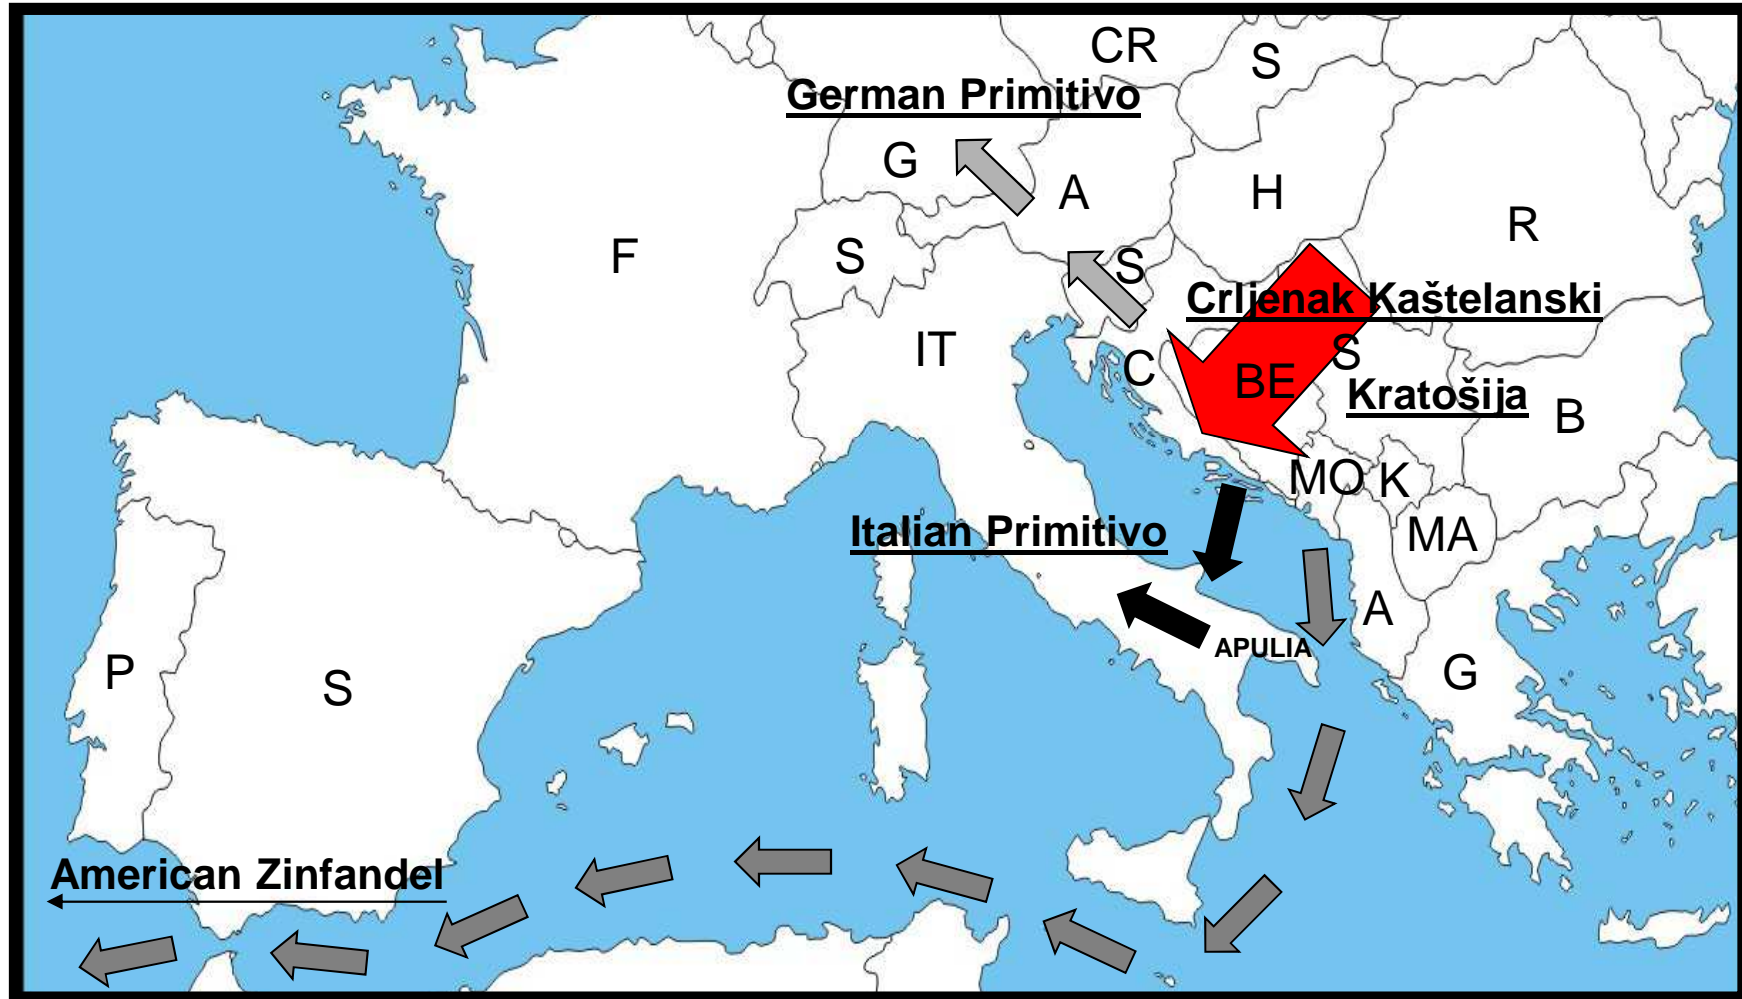 CR
S
German Primitivo
G
A
H
R
F
S
S
Crljenak Kaštelanski
IT
C
BE
S
Kratošija
B
MO
K
Italian Primitivo
MA
A
APULIA
P
S
G
American Zinfandel